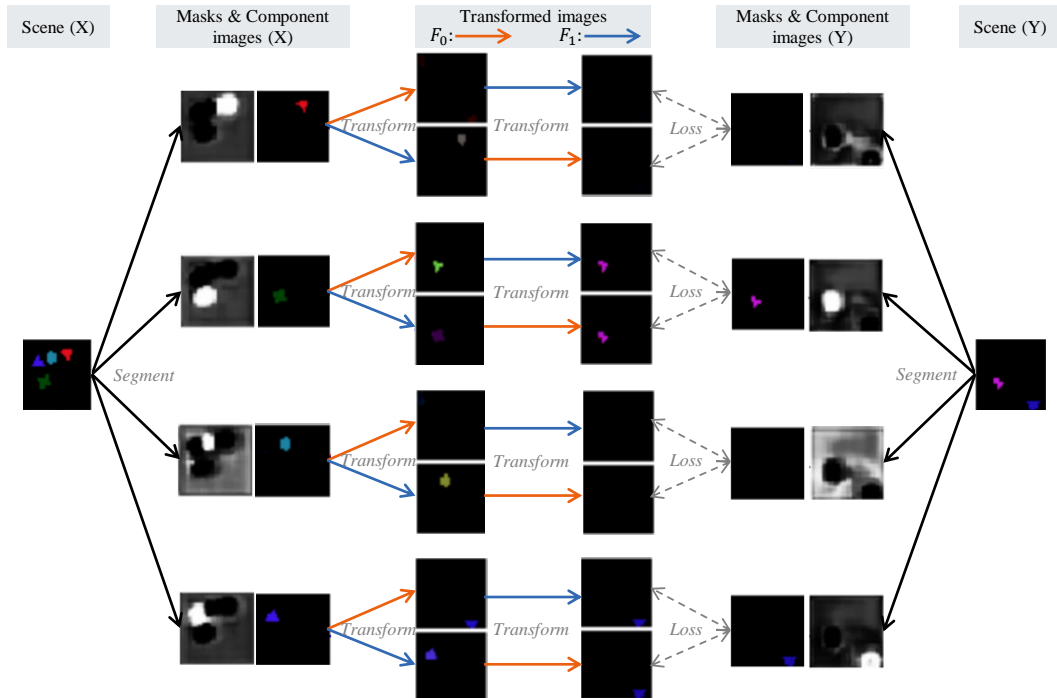 Scene (X)
Masks & Component
images (X)
Transformed images
F₀: F₁:
Masks & Component
images (Y)
Scene (Y)
Transform Transform Loss
Transform Transform Loss
Segment
Segment
Transform Transform Loss
Transform Transform Loss